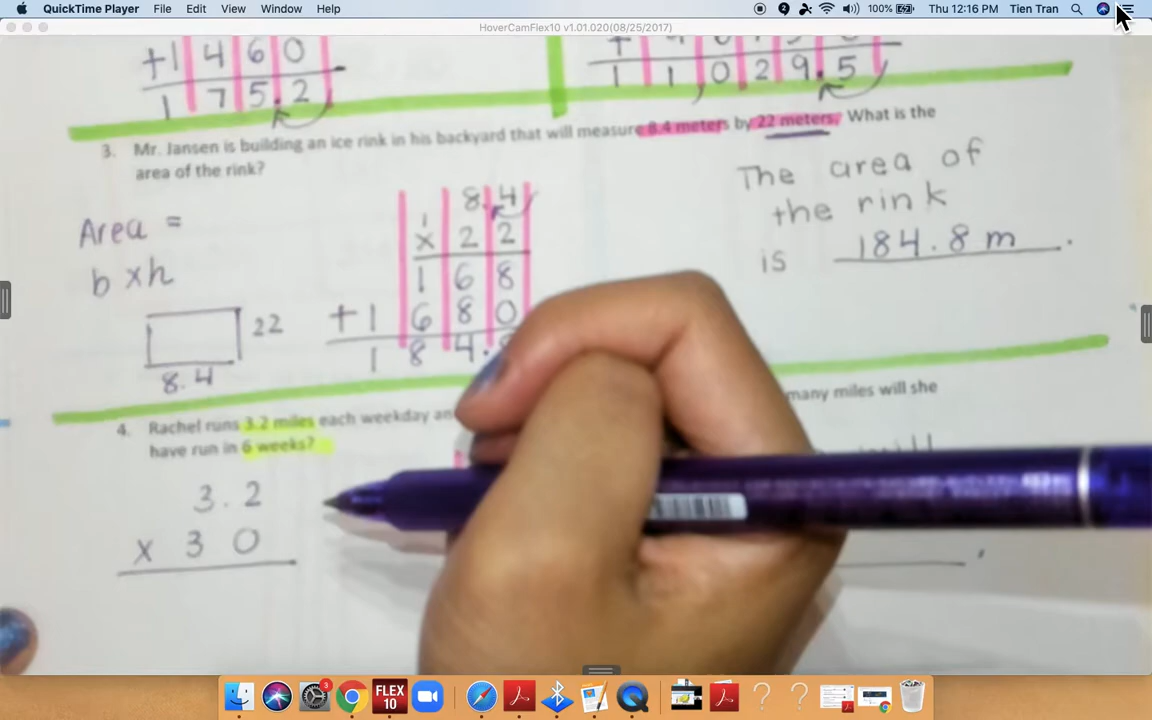 QuickTime Player File Edit View Window Help 2 100% Thu 12:16 PM Tien Tran
HoverCamFlex10 v1.01.020(08/25/2017)
+1 4 6 0
1 7 5.2
1 1,0 2 9.5
3. Mr. Jansen is building an ice rink in his backyard that will measure 8.4 meters by 22 meters. What is the
area of the rink?
Area =
b x h
22
8.4
8.4
1
x 2 2
1 6 8
+ 1 6 8 0
1 8 4.
The area of
the rink
is 184.8 m.
4. Rachel runs 3.2 miles each weekday an many miles will she
have run in 6 weeks?
3.2
x 3 0
3
FLEX
10
? ?